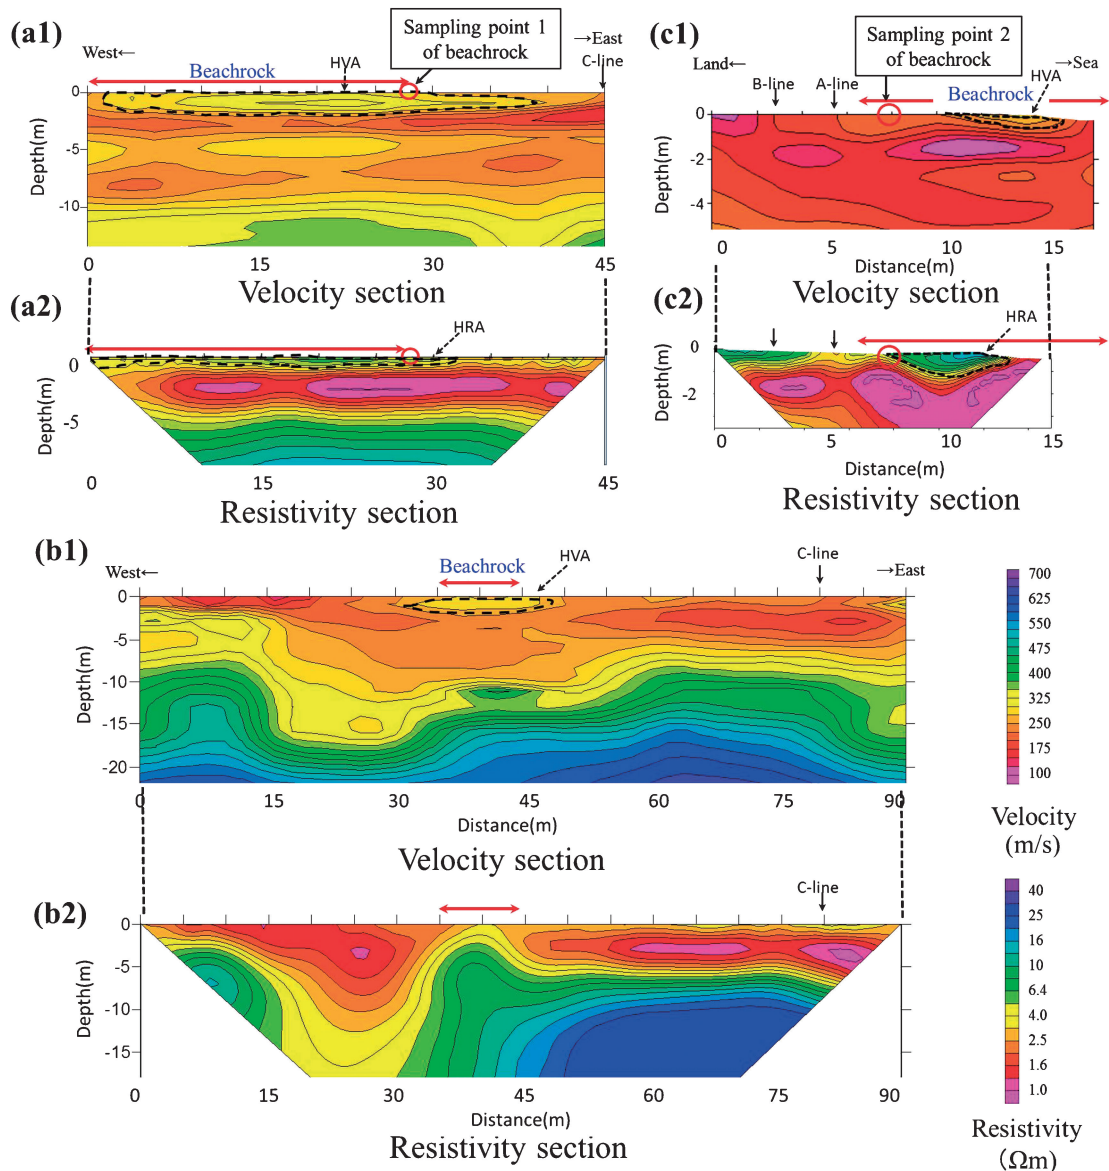 (a1)
West←
Beachrock
HVA
Sampling point 1
of beachrock
→East
C-line
Depth(m)
0
-5
-10
0
15
30
45
Velocity section
(a2)
HRA
Depth(m)
0
-5
0
15
30
45
Resistivity section
(c1)
Land←
B-line
A-line
Sampling point 2
of beachrock
HVA
→Sea
Beachrock
Depth(m)
0
-2
-4
0
5
10
15
Distance(m)
Velocity section
(c2)
HRA
Depth(m)
0
-2
0
5
10
15
Distance(m)
Resistivity section
(b1)
West←
Beachrock
HVA
C-line
→East
Depth(m)
0
-5
-10
-15
-20
0
15
30
45
60
75
90
Distance(m)
Velocity section
700
625
550
475
400
325
250
175
100
Velocity
(m/s)
(b2)
C-line
Depth(m)
0
-5
-10
-15
0
15
30
45
60
75
90
Distance(m)
Resistivity section
40
25
16
10
6.4
4.0
2.5
1.6
1.0
Resistivity
(Ωm)